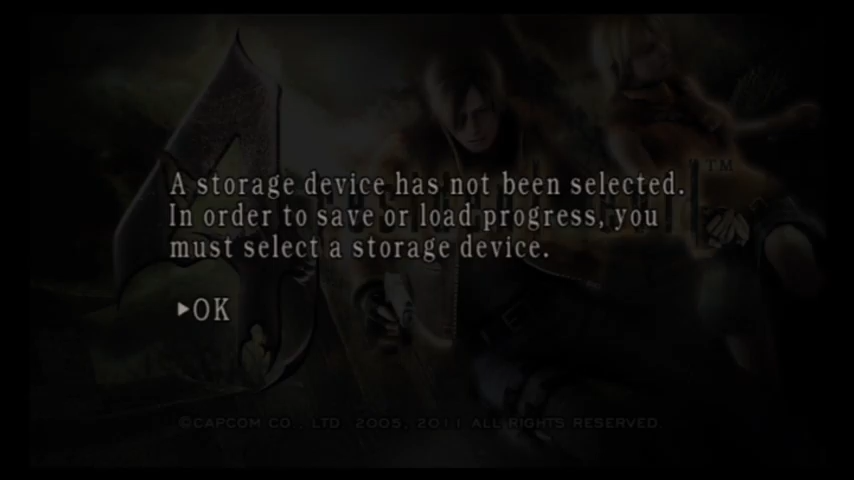 A storage device has not been selected.
In order to save or load progress, you
must select a storage device.
OK
TM
©CAPCOM CO., LTD. 2005, 2011 ALL RIGHTS RESERVED.